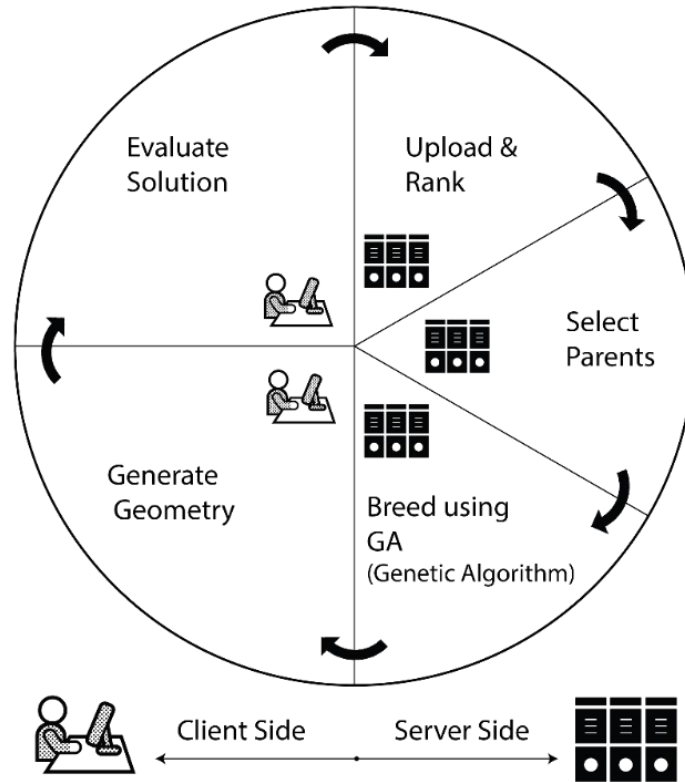 Evaluate
Solution
Upload &
Rank
Select
Parents
Breed using
GA
(Genetic Algorithm)
Generate
Geometry
Client Side
Server Side